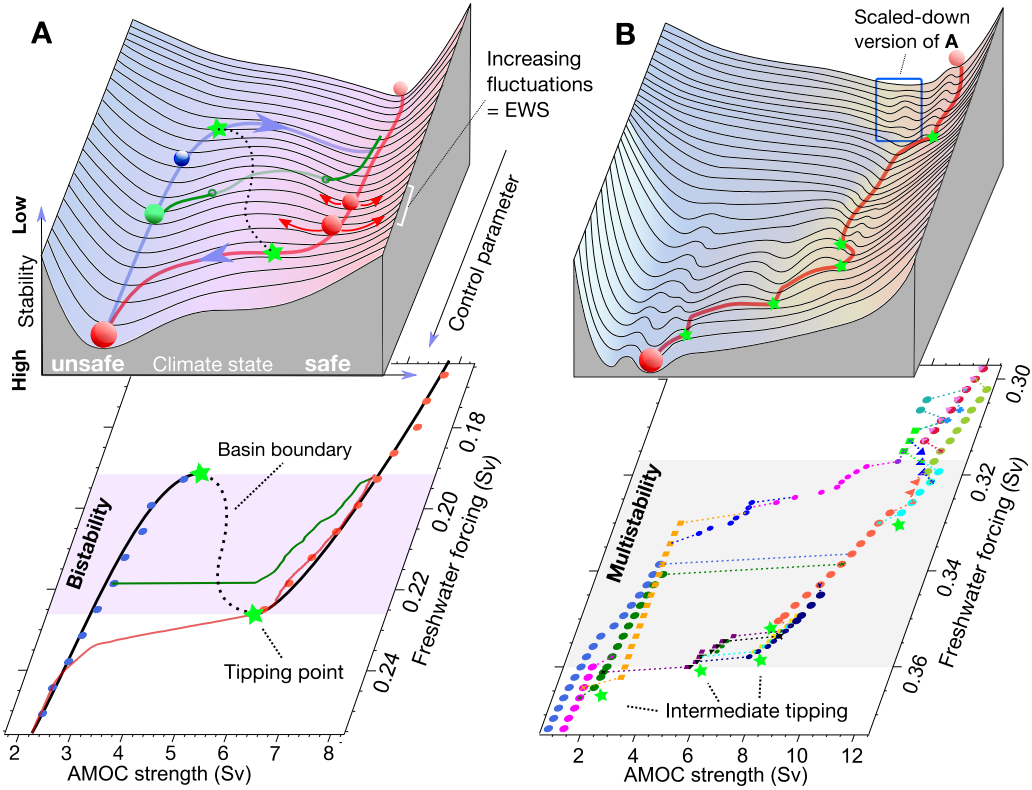 A
Increasing
fluctuations
= EWS
Low
Stability
High
Control parameter
unsafe
Climate state
safe
B
Scaled-down
version of A
Basin boundary
Bistability
Tipping point
0.18
0.20
0.22
0.24
Freshwater forcing (Sv)
2
3
4
5
6
7
8
AMOC strength (Sv)
Multistability
Intermediate tipping
0.30
0.32
0.34
0.36
Freshwater forcing (Sv)
2
4
6
8
10
12
AMOC strength (Sv)